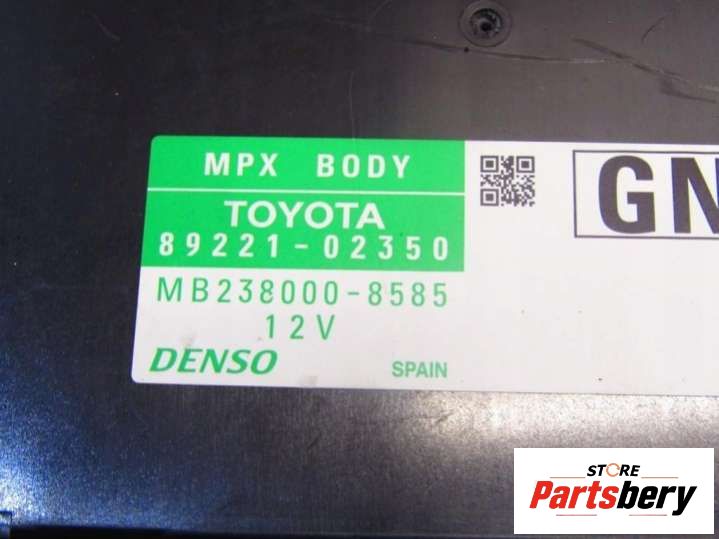 MPX BODY
TOYOTA
89221-02350
MB238000-8585
12V
DENSO
SPAIN
GN
STORE
Partsbery